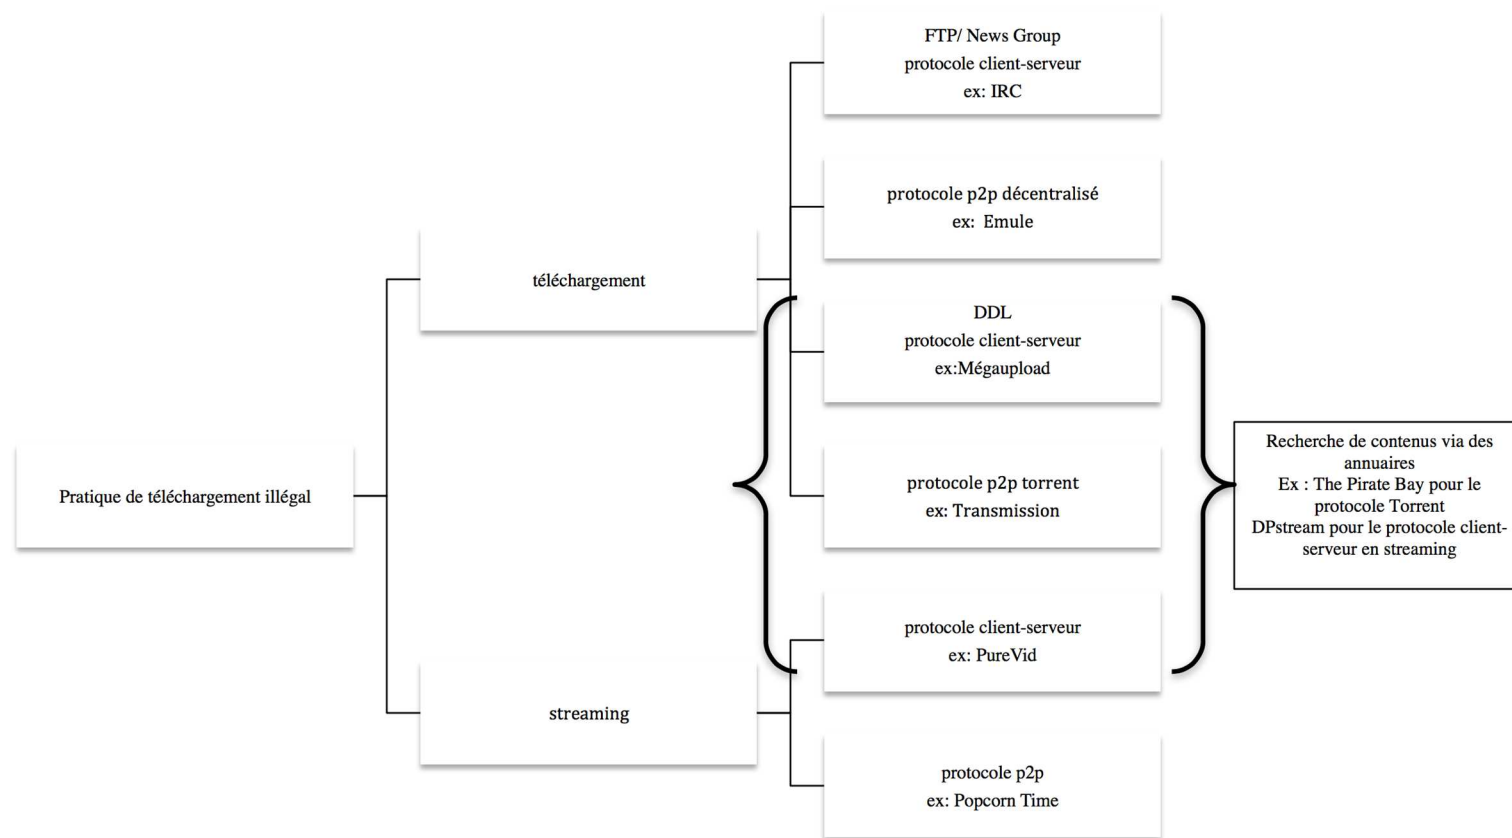 FTP/ News Group
protocole client-serveur
ex: IRC
protocole p2p décentralisé
ex: Emule
téléchargement
DDL
protocole client-serveur
ex:Mégaupload
Pratique de téléchargement illégal
protocole p2p torrent
ex: Transmission
Recherche de contenus via des
annuaires
Ex : The Pirate Bay pour le
protocole Torrent
DPstream pour le protocole client-
serveur en streaming
streaming
protocole client-serveur
ex: PureVid
protocole p2p
ex: Popcorn Time